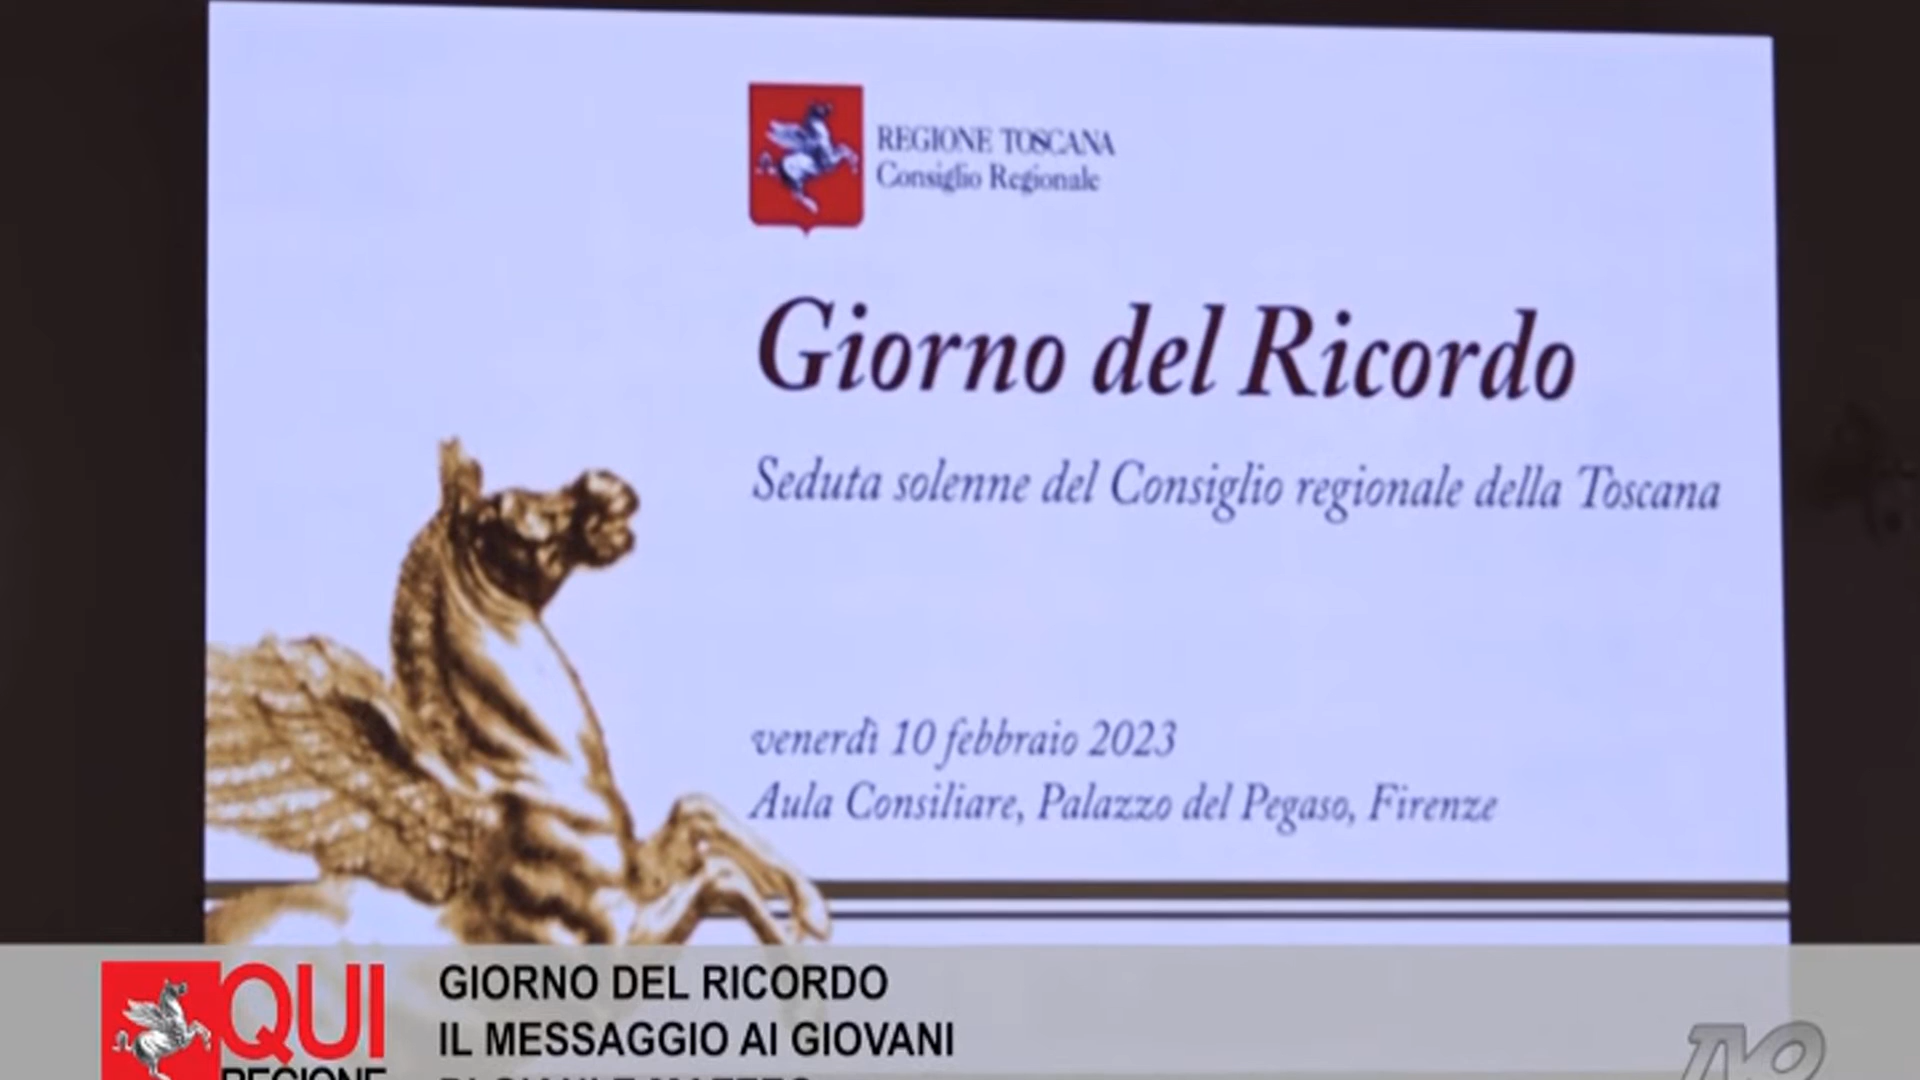 REGIONE TOSCANA
Consiglio Regionale
Giorno del Ricordo
Seduta solenne del Consiglio regionale della Toscana
venerdì 10 febbraio 2023
Aula Consiliare, Palazzo del Pegaso, Firenze
QUI
REGIONE
GIORNO DEL RICORDO
IL MESSAGGIO AI GIOVANI